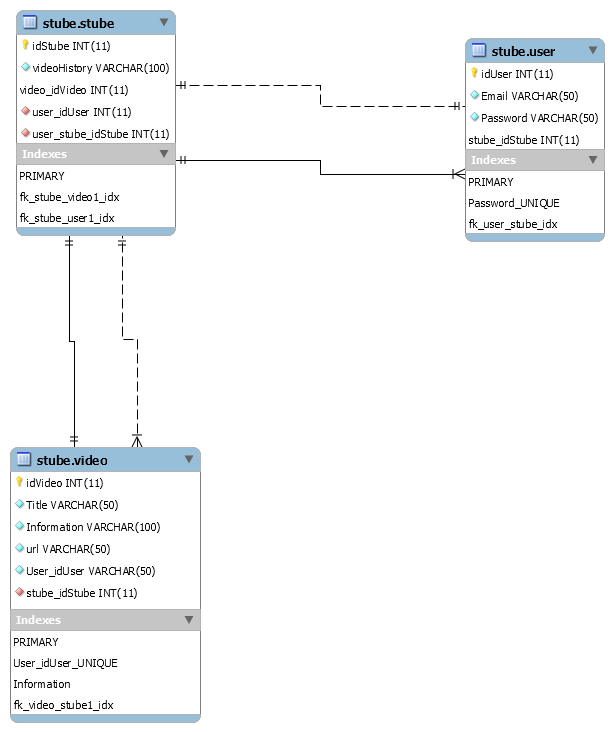 stube.stube
idStube INT(11)
videoHistory VARCHAR(100)
video_idVideo INT(11)
user_idUser INT(11)
user_stube_idStube INT(11)
Indexes
PRIMARY
fk_stube_video1_idx
fk_stube_user1_idx
stube.user
idUser INT(11)
Email VARCHAR(50)
Password VARCHAR(50)
stube_idStube INT(11)
Indexes
PRIMARY
Password_UNIQUE
fk_user_stube_idx
stube.video
idVideo INT(11)
Title VARCHAR(50)
Information VARCHAR(100)
url VARCHAR(50)
User_idUser VARCHAR(50)
stube_idStube INT(11)
Indexes
PRIMARY
User_idUser_UNIQUE
Information
fk_video_stube1_idx